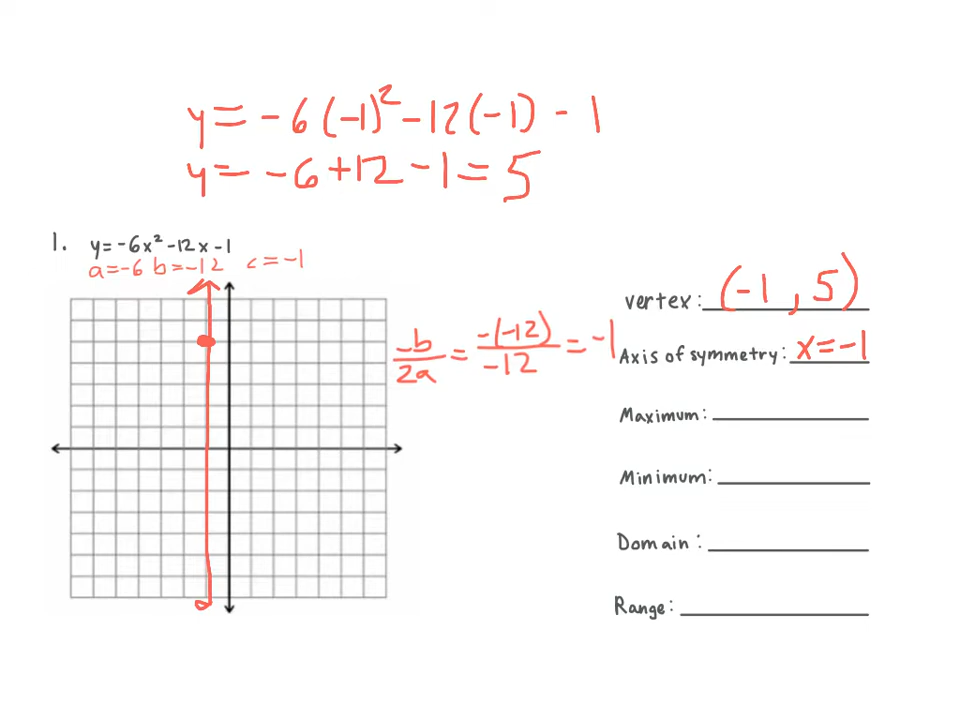 y = -6(-1)² -12(-1) - 1
y = -6 + 12 - 1 = 5
1. y = -6x² -12x -1
a = -6 b = -12 c = -1
vertex: (-1, 5)
-b/2a = -(-12)/-12 = -1
Axis of symmetry: x = -1
Maximum:
Minimum:
Domain:
Range: